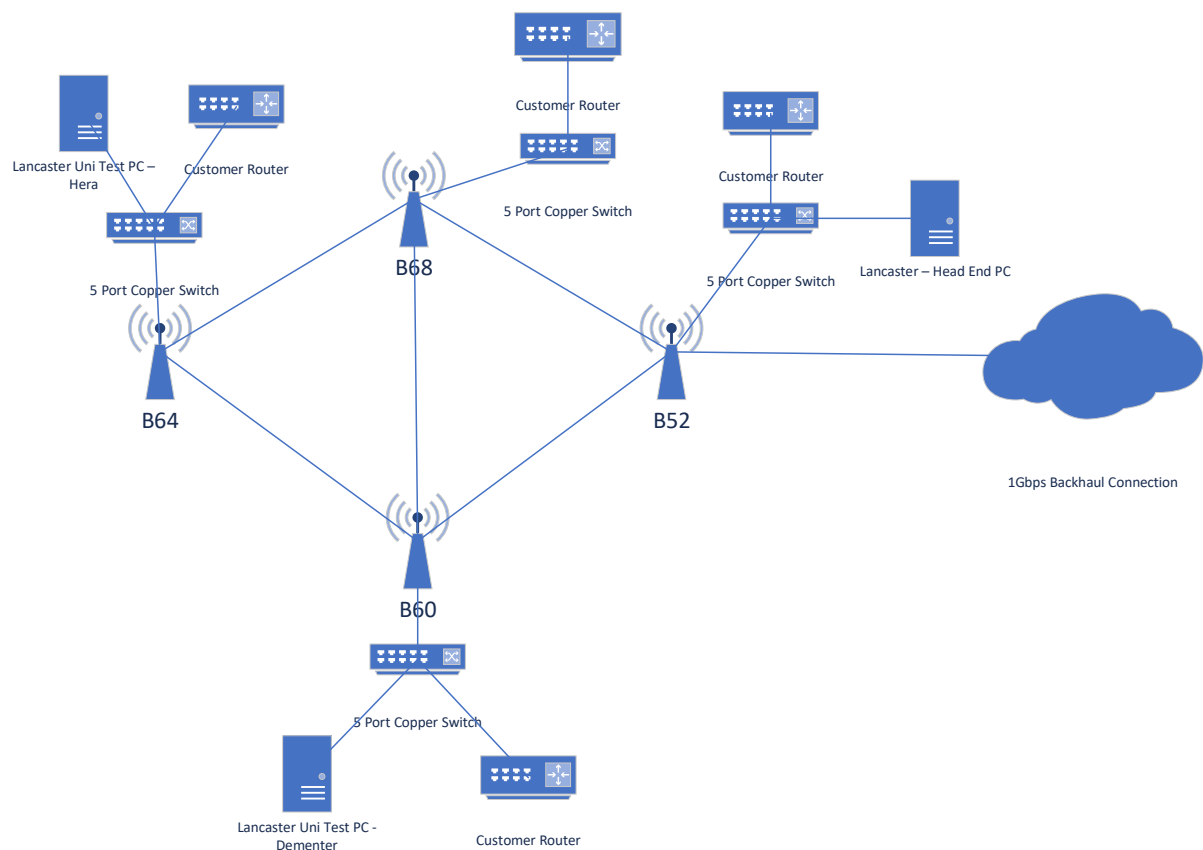 Customer Router
Lancaster Uni Test PC –
Hera
Customer Router
Customer Router
5 Port Copper Switch
B68
Lancaster – Head End PC
5 Port Copper Switch
5 Port Copper Switch
B64
B52
1Gbps Backhaul Connection
B60
5 Port Copper Switch
Lancaster Uni Test PC -
Dementer
Customer Router